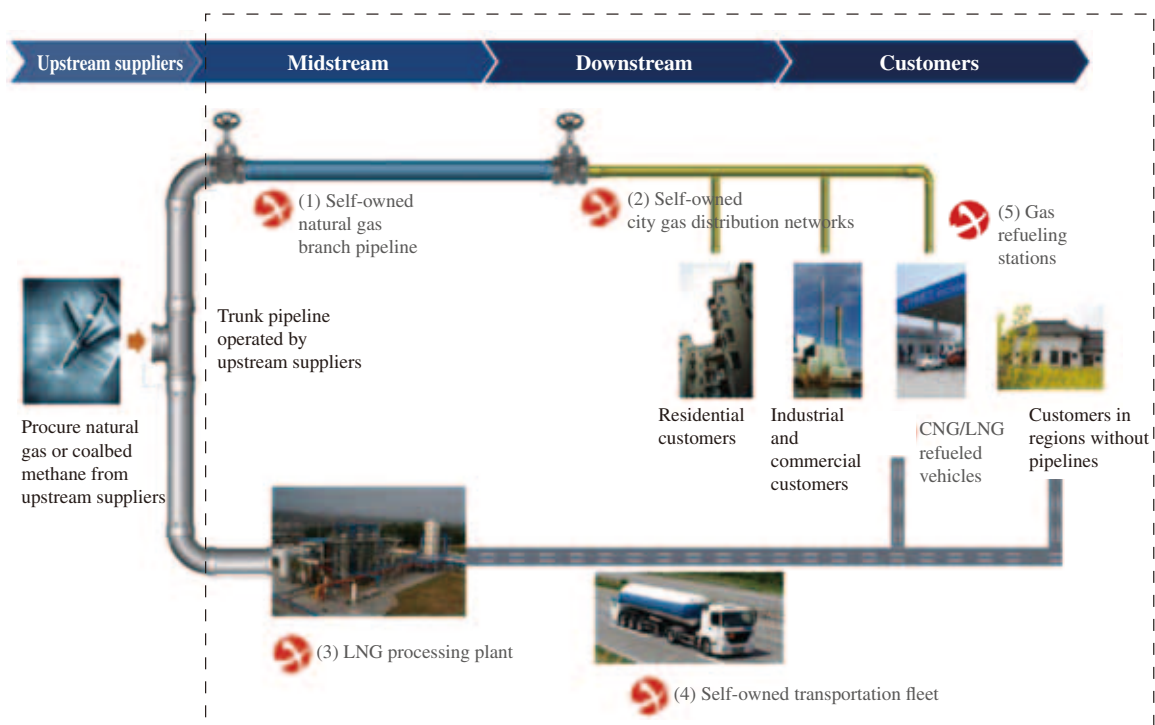 Upstream suppliers
Midstream
Downstream
Customers
(1) Self-owned
natural gas
branch pipeline
(2) Self-owned
city gas distribution networks
(5) Gas
refueling
stations
Trunk pipeline
operated by
upstream suppliers
Procure natural
gas or coalbed
methane from
upstream suppliers
Residential
customers
Industrial
and
commercial
customers
CNG/LNG
refueled
vehicles
Customers in
regions without
pipelines
(3) LNG processing plant
(4) Self-owned transportation fleet